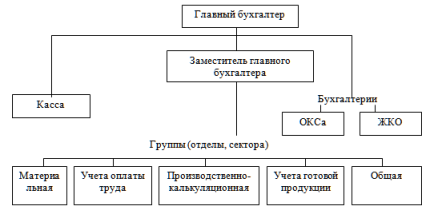 Главный бухгалтер
Заместитель главного
бухгалтера
Касса
Бухгалтерии
ОКСа
ЖКО
Группы (отделы, сектора)
Материа
льная
Учета оплаты
труда
Производственно-
калькуляционная
Учета готовой
продукции
Общая